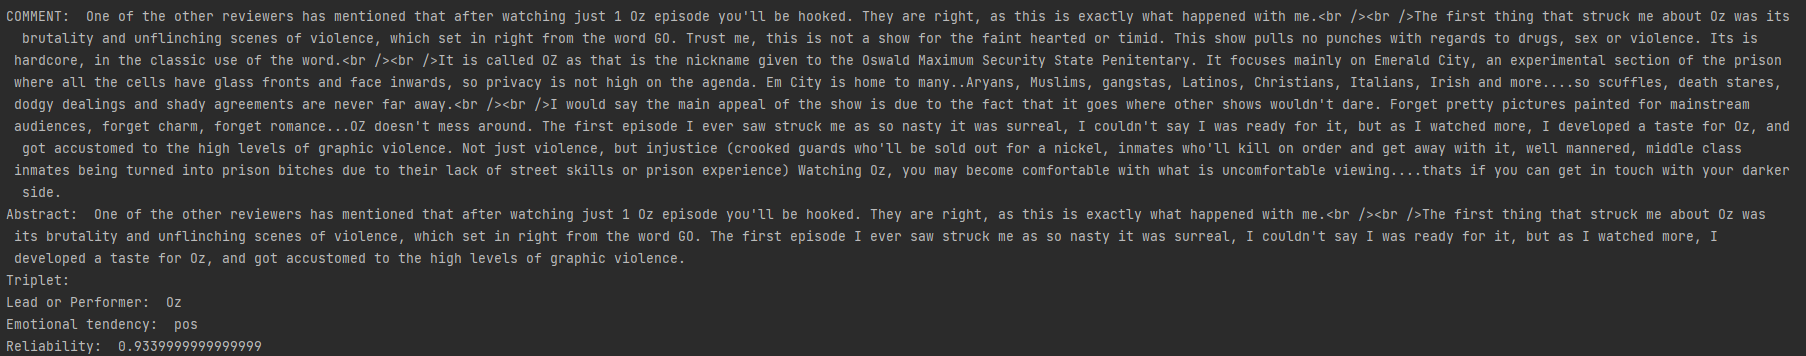 COMMENT:  One of the other reviewers has mentioned that after watching just 1 Oz episode you'll be hooked. They are right, as this is exactly what happened with me.<br /><br />The first thing that struck me about Oz was its
brutality and unflinching scenes of violence, which set in right from the word GO. Trust me, this is not a show for the faint hearted or timid. This show pulls no punches with regards to drugs, sex or violence. Its is
hardcore, in the classic use of the word.<br /><br />It is called OZ as that is the nickname given to the Oswald Maximum Security State Penitentary. It focuses mainly on Emerald City, an experimental section of the prison
where all the cells have glass fronts and face inwards, so privacy is not high on the agenda. Em City is home to many..Aryans, Muslims, gangstas, Latinos, Christians, Italians, Irish and more....so scuffles, death stares,
dodgy dealings and shady agreements are never far away.<br /><br />I would say the main appeal of the show is due to the fact that it goes where other shows wouldn't dare. Forget pretty pictures painted for mainstream
audiences, forget charm, forget romance...OZ doesn't mess around. The first episode I ever saw struck me as so nasty it was surreal, I couldn't say I was ready for it, but as I watched more, I developed a taste for Oz, and
got accustomed to the high levels of graphic violence. Not just violence, but injustice (crooked guards who'll be sold out for a nickel, inmates who'll kill on order and get away with it, well mannered, middle class
inmates being turned into prison bitches due to their lack of street skills or prison experience) Watching Oz, you may become comfortable with what is uncomfortable viewing....thats if you can get in touch with your darker
side.
Abstract:  One of the other reviewers has mentioned that after watching just 1 Oz episode you'll be hooked. They are right, as this is exactly what happened with me.<br /><br />The first thing that struck me about Oz was
its brutality and unflinching scenes of violence, which set in right from the word GO. The first episode I ever saw struck me as so nasty it was surreal, I couldn't say I was ready for it, but as I watched more, I
developed a taste for Oz, and got accustomed to the high levels of graphic violence.
Triplet:
Lead or Performer:  Oz
Emotional tendency:  pos
Reliability:  0.9339999999999999